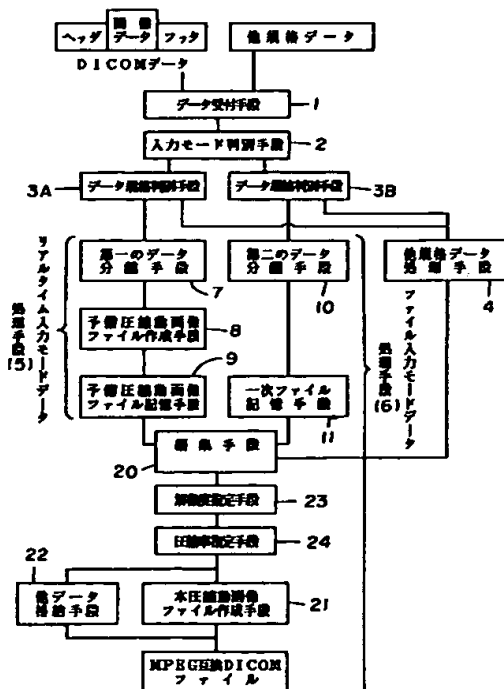 ヘッダ
画像
データ
フッタ
他規格データ
DICOMデータ
データ受付手段
1
入力モード判別手段
2
3A
データ規格判別手段
データ規格判別手段
3B
リアルタイム入力モードデータ
処理手段
(5)
第一のデータ
分離手段
7
第二のデータ
分離手段
10
他規格データ
処理手段
4
予備圧縮動画像
ファイル作成手段
8
予備圧縮動画像
ファイル記憶手段
9
一次ファイル
記憶手段
11
ファイル入力モードデータ
処理手段
(6)
編集手段
20
解像度指定手段
23
圧縮率指定手段
24
22
他データ
格納手段
本圧縮動画像
ファイル作成手段
21
MPEG互換DICOM
ファイル